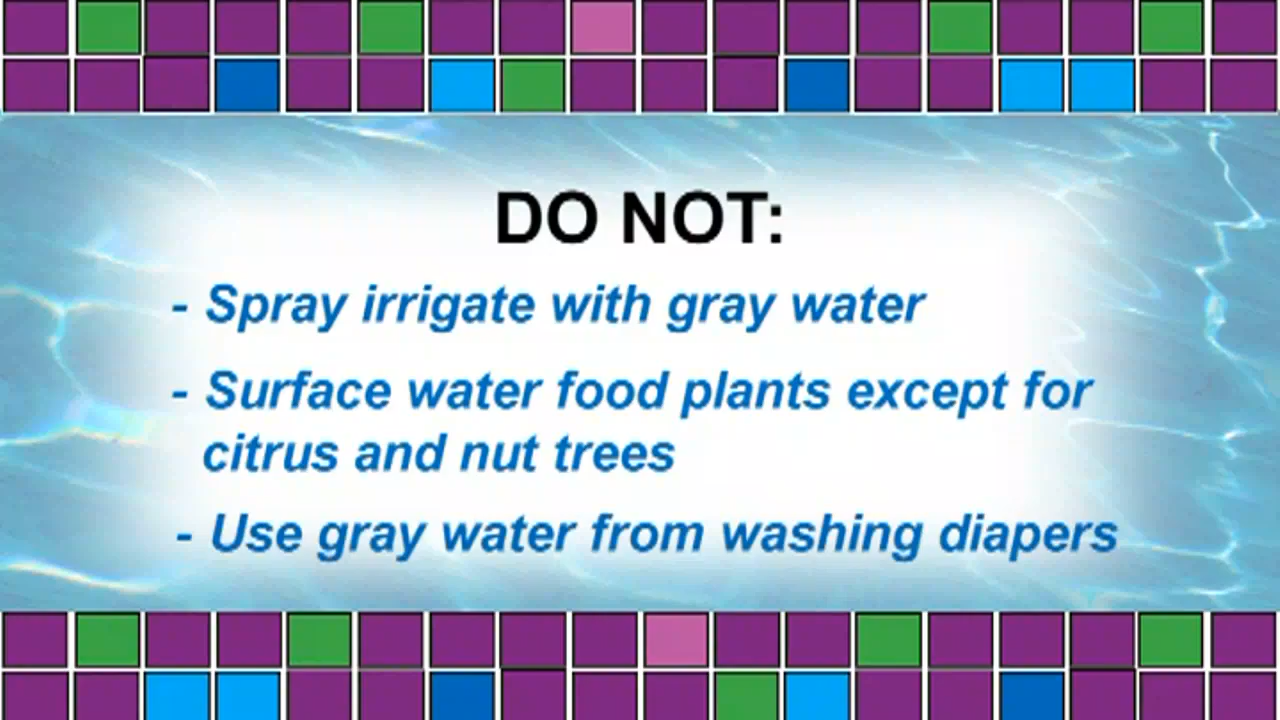 DO NOT:
- Spray irrigate with gray water
- Surface water food plants except for
citrus and nut trees
- Use gray water from washing diapers